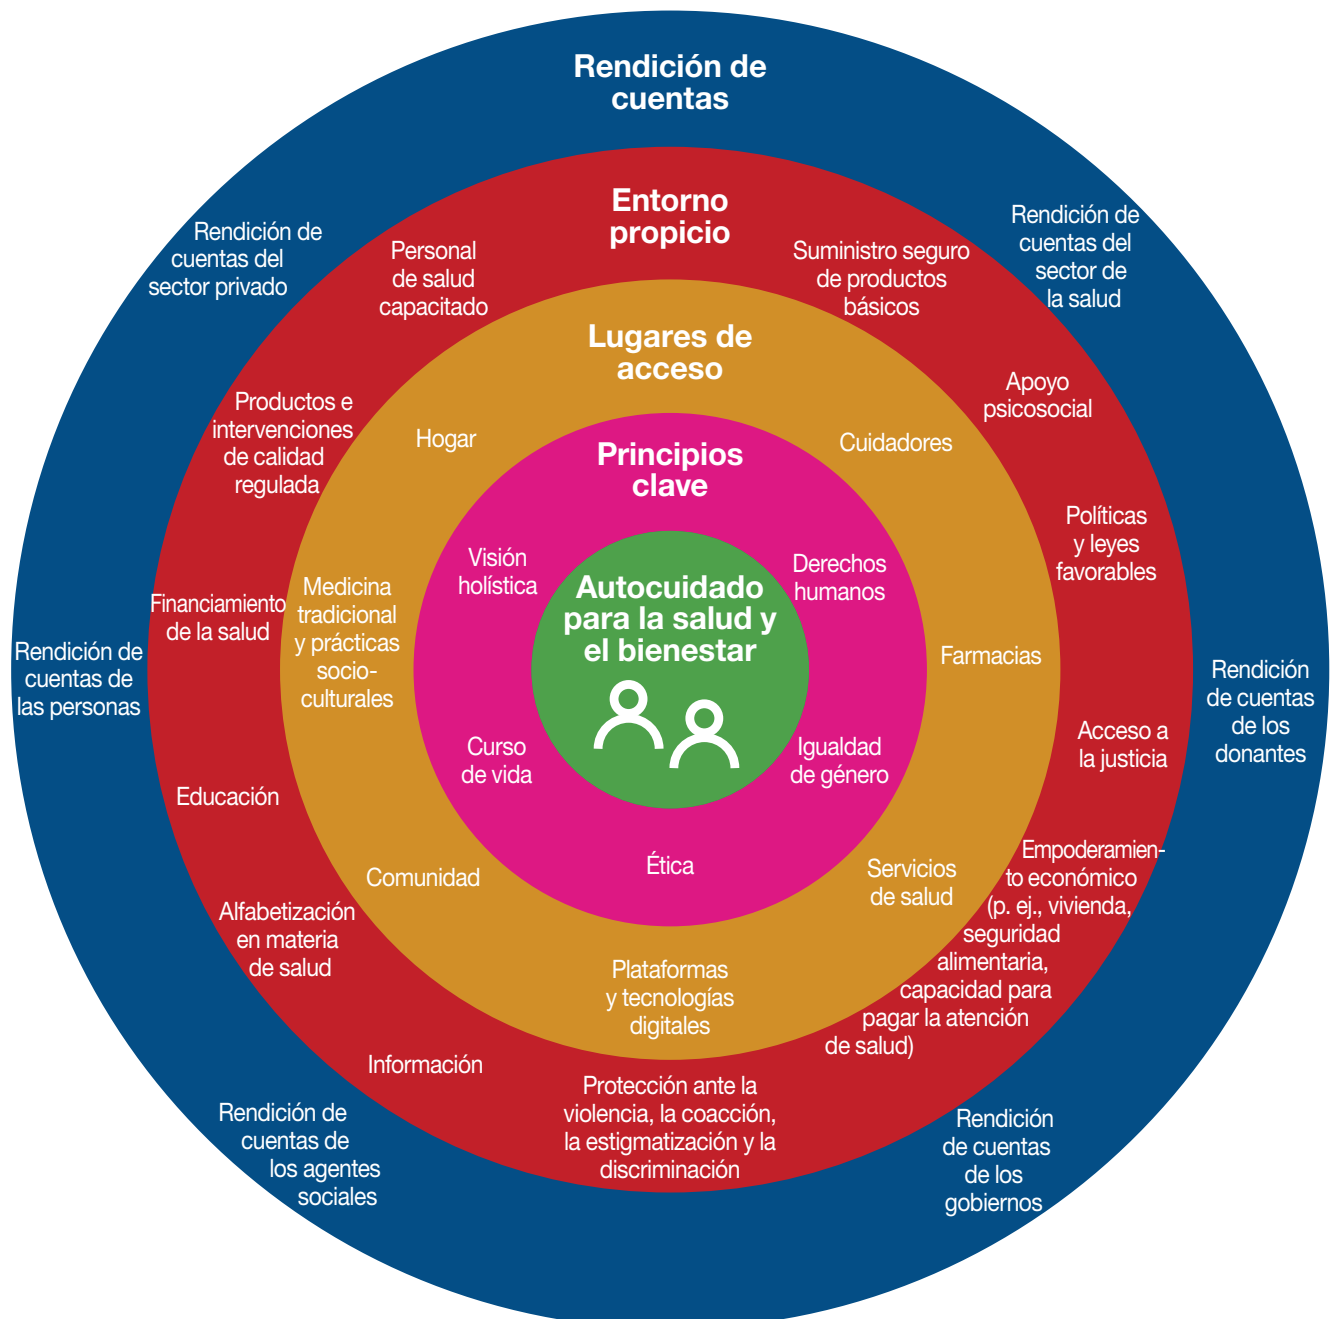 Rendición de
cuentas
Rendición de
cuentas del
sector de
la salud
Rendición
de cuentas
de los
donantes
Rendición
de cuentas
de los
gobiernos
Rendición de
cuentas de
los agentes
sociales
Rendición de
cuentas de
las personas
Rendición de
cuentas del
sector privado
Entorno
propicio
Suministro seguro
de productos
básicos
Apoyo
psicosocial
Políticas
y leyes
favorables
Acceso a
la justicia
Empoderamien-
to económico
(p. ej., vivienda,
seguridad
alimentaria,
capacidad para
pagar la atención
de salud)
Protección ante la
violencia, la coacción,
la estigmatización y la
discriminación
Información
Alfabetización
en materia
de salud
Educación
Financiamiento
de la salud
Productos e
intervenciones
de calidad
regulada
Personal
de salud
capacitado
Lugares de
acceso
Cuidadores
Farmacias
Servicios
de salud
Plataformas
y tecnologías
digitales
Comunidad
Medicina
tradicional
y prácticas
socio-
culturales
Hogar
Principios
clave
Derechos
humanos
Igualdad
de género
Ética
Curso
de vida
Visión
holística
Autocuidado
para la salud y
el bienestar